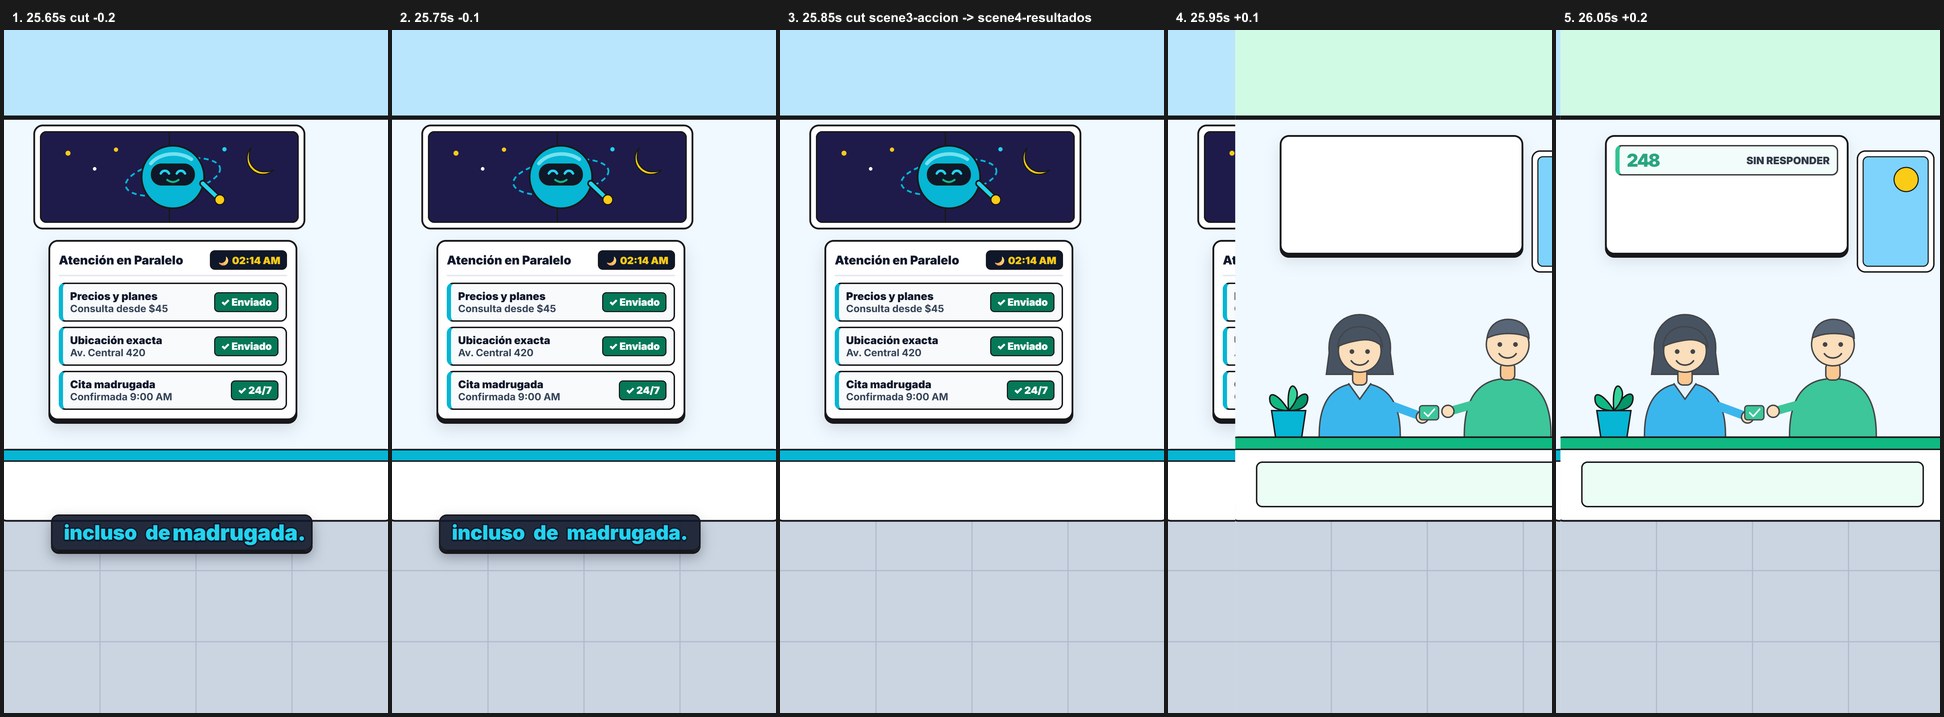 1. 25.65s cut -0.2
Atención en Paralelo
02:14 AM
Precios y planes
Consulta desde $45
✓ Enviado
Ubicación exacta
Av. Central 420
✓ Enviado
Cita madrugada
Confirmada 9:00 AM
✓ 24/7
incluso de madrugada.
2. 25.75s -0.1
Atención en Paralelo
02:14 AM
Precios y planes
Consulta desde $45
✓ Enviado
Ubicación exacta
Av. Central 420
✓ Enviado
Cita madrugada
Confirmada 9:00 AM
✓ 24/7
incluso de madrugada.
3. 25.85s cut scene3-accion -> scene4-resultados
Atención en Paralelo
02:14 AM
Precios y planes
Consulta desde $45
✓ Enviado
Ubicación exacta
Av. Central 420
✓ Enviado
Cita madrugada
Confirmada 9:00 AM
✓ 24/7
4. 25.95s +0.1
5. 26.05s +0.2
248
SIN RESPONDER